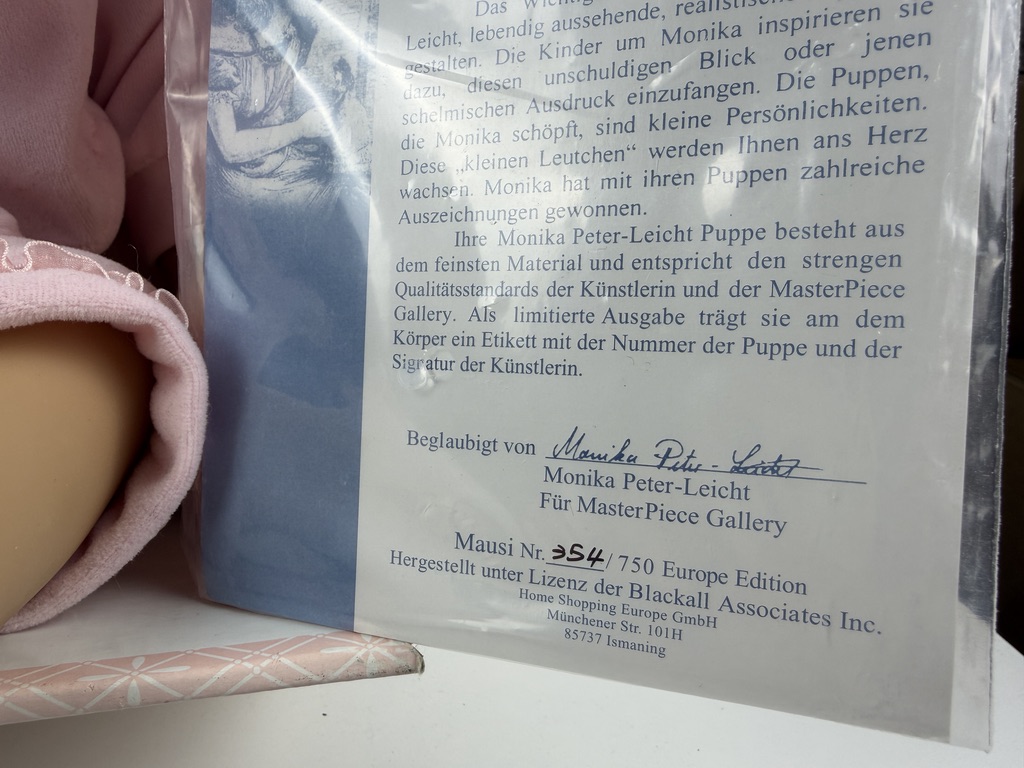 Das
Leicht, lebendig aussehende,
gestalten. Die Kinder um Monika inspirieren sie
dazu, diesen unschuldigen Blick oder jenen
schelmischen Ausdruck einzufangen. Die Puppen,
die Monika schöpft, sind kleine Persönlichkeiten.
Diese „kleinen Leutchen“ werden Ihnen ans Herz
wachsen. Monika hat mit ihren Puppen zahlreiche
Auszeichnungen gewonnen.
Ihre Monika Peter-Leicht Puppe besteht aus
dem feinsten Material und entspricht den strengen
Qualitätsstandards der Künstlerin und der MasterPiece
Gallery. Als limitierte Ausgabe trägt sie am dem
Körper ein Etikett mit der Nummer der Puppe und der
Signatur der Künstlerin.
Beglaubigt von Monika Peter-Leicht
Monika Peter-Leicht
Für MasterPiece Gallery
Mausi Nr. 354/ 750 Europe Edition
Hergestellt unter Lizenz der Blackall Associates Inc.
Home Shopping Europe GmbH
Münchener Str. 101H
85737 Ismaning